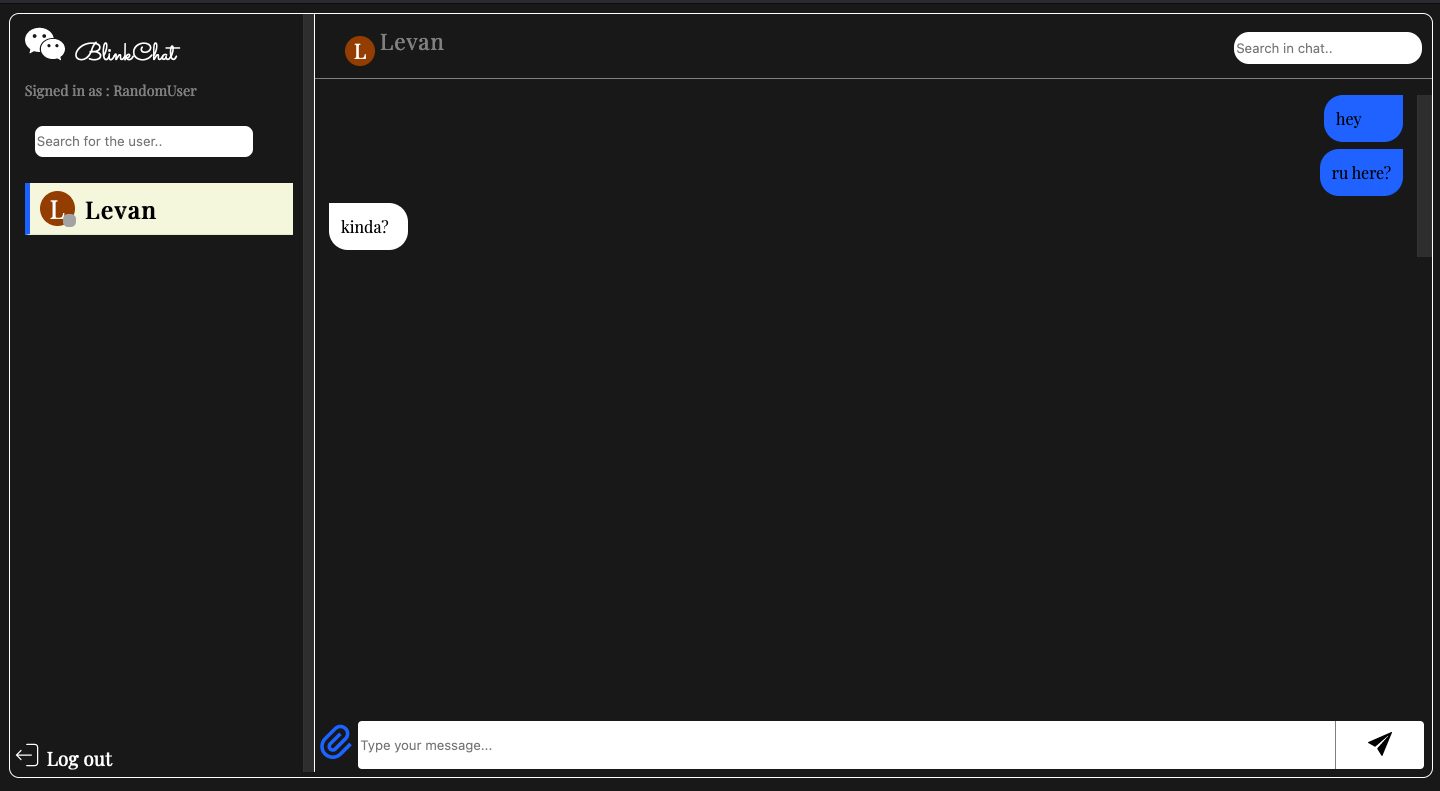 BlinkChat
Signed in as : RandomUser
Search for the user..
L Levan
Log out
L Levan
Search in chat..
hey
ru here?
kinda?
Type your message...